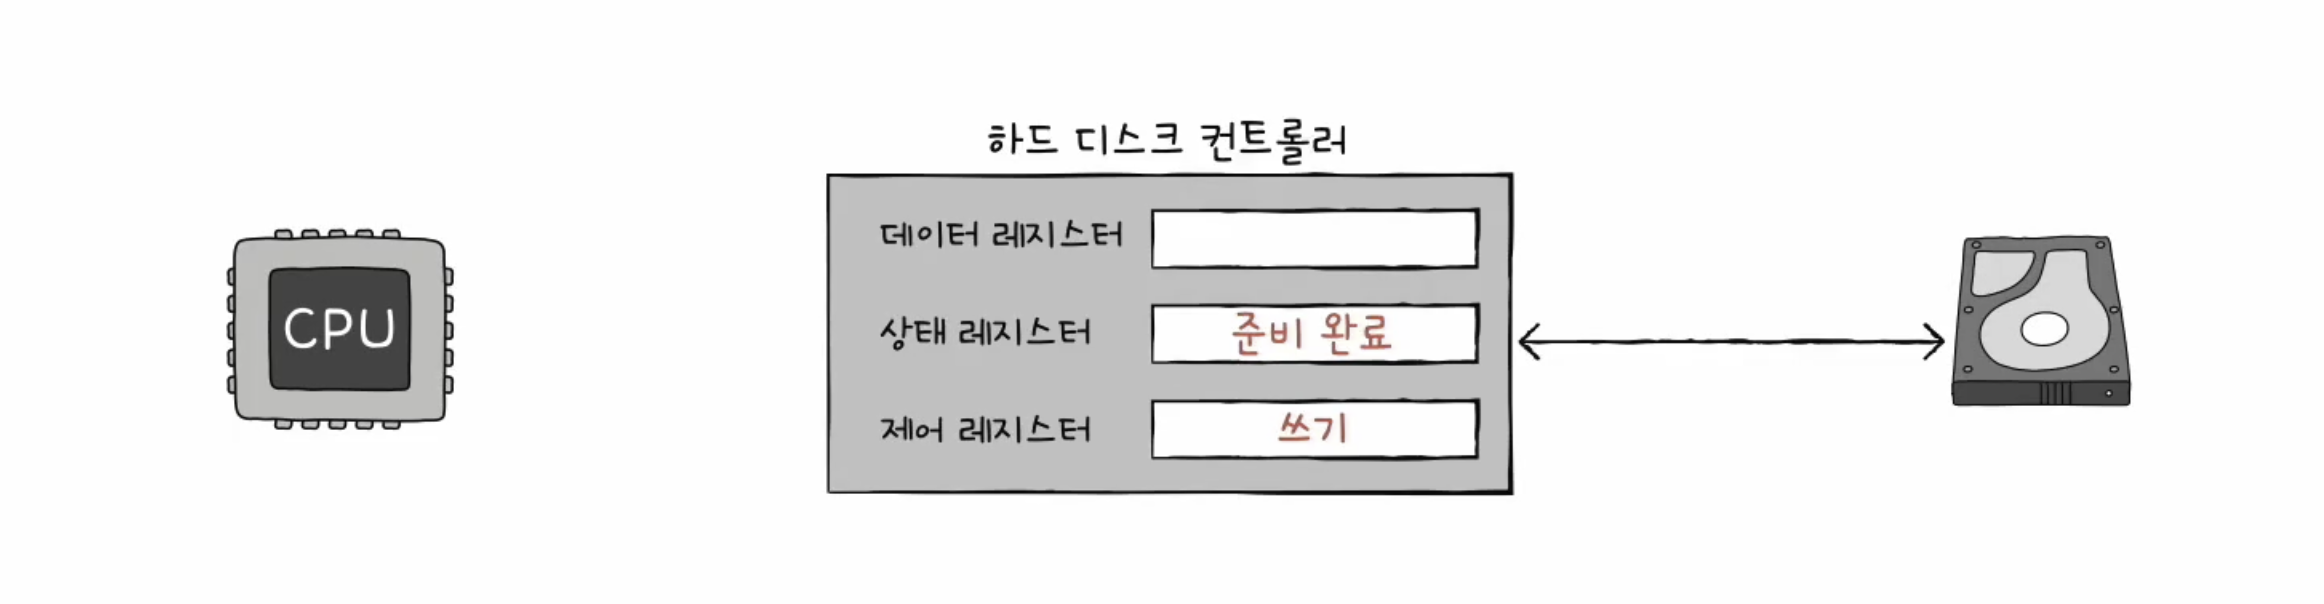 하드 디스크 컨트롤러
CPU
데이터 레지스터
상태 레지스터 준비 완료
제어 레지스터 쓰기